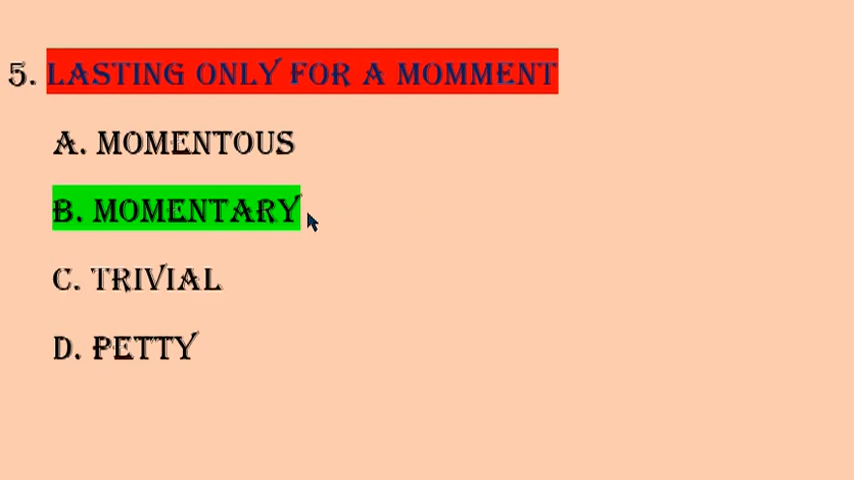 5. LASTING ONLY FOR A MOMMENT
A. MOMENTOUS
B. MOMENTARY
C. TRIVIAL
D. PETTY